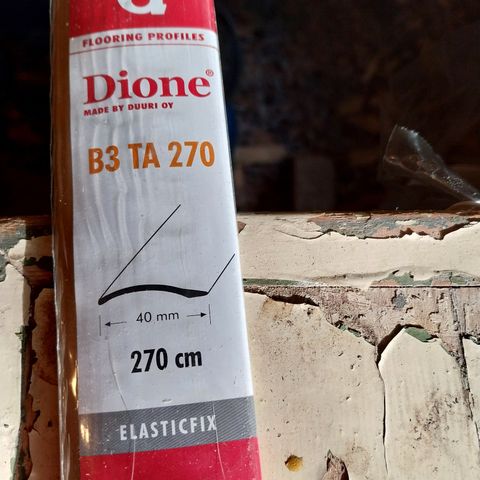 FLOORING PROFILES
Dione®
MADE BY DUURI OY
B3 TA 270
40 mm
270 cm
ELASTICFIX